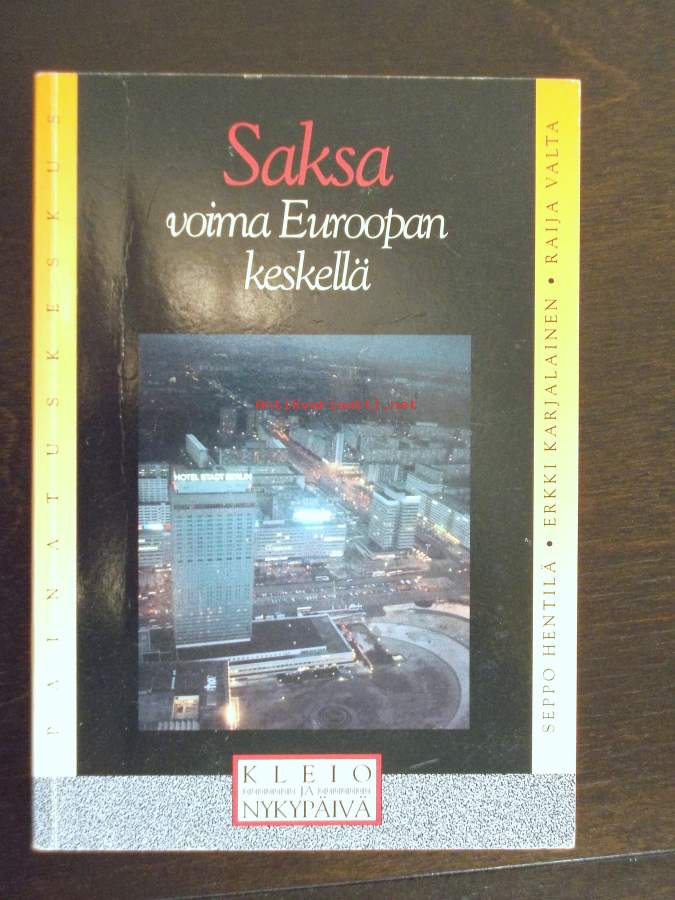 Saksa
voima Euroopan
keskellä
PAINATUSKESKUS
SEPPO HENTILÄ • ERKKI KARJALAINEN • RAIJA VALTA
Antikvariaatti.net
HOTEL STADT BERLIN
KLEIO
JA
NYKYPÄIVÄ